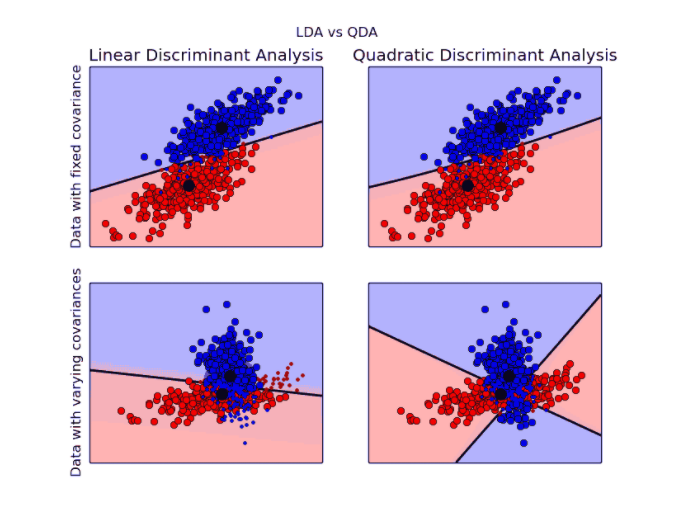 LDA vs QDA
Linear Discriminant Analysis
Quadratic Discriminant Analysis
Data with fixed covariance
Data with varying covariances